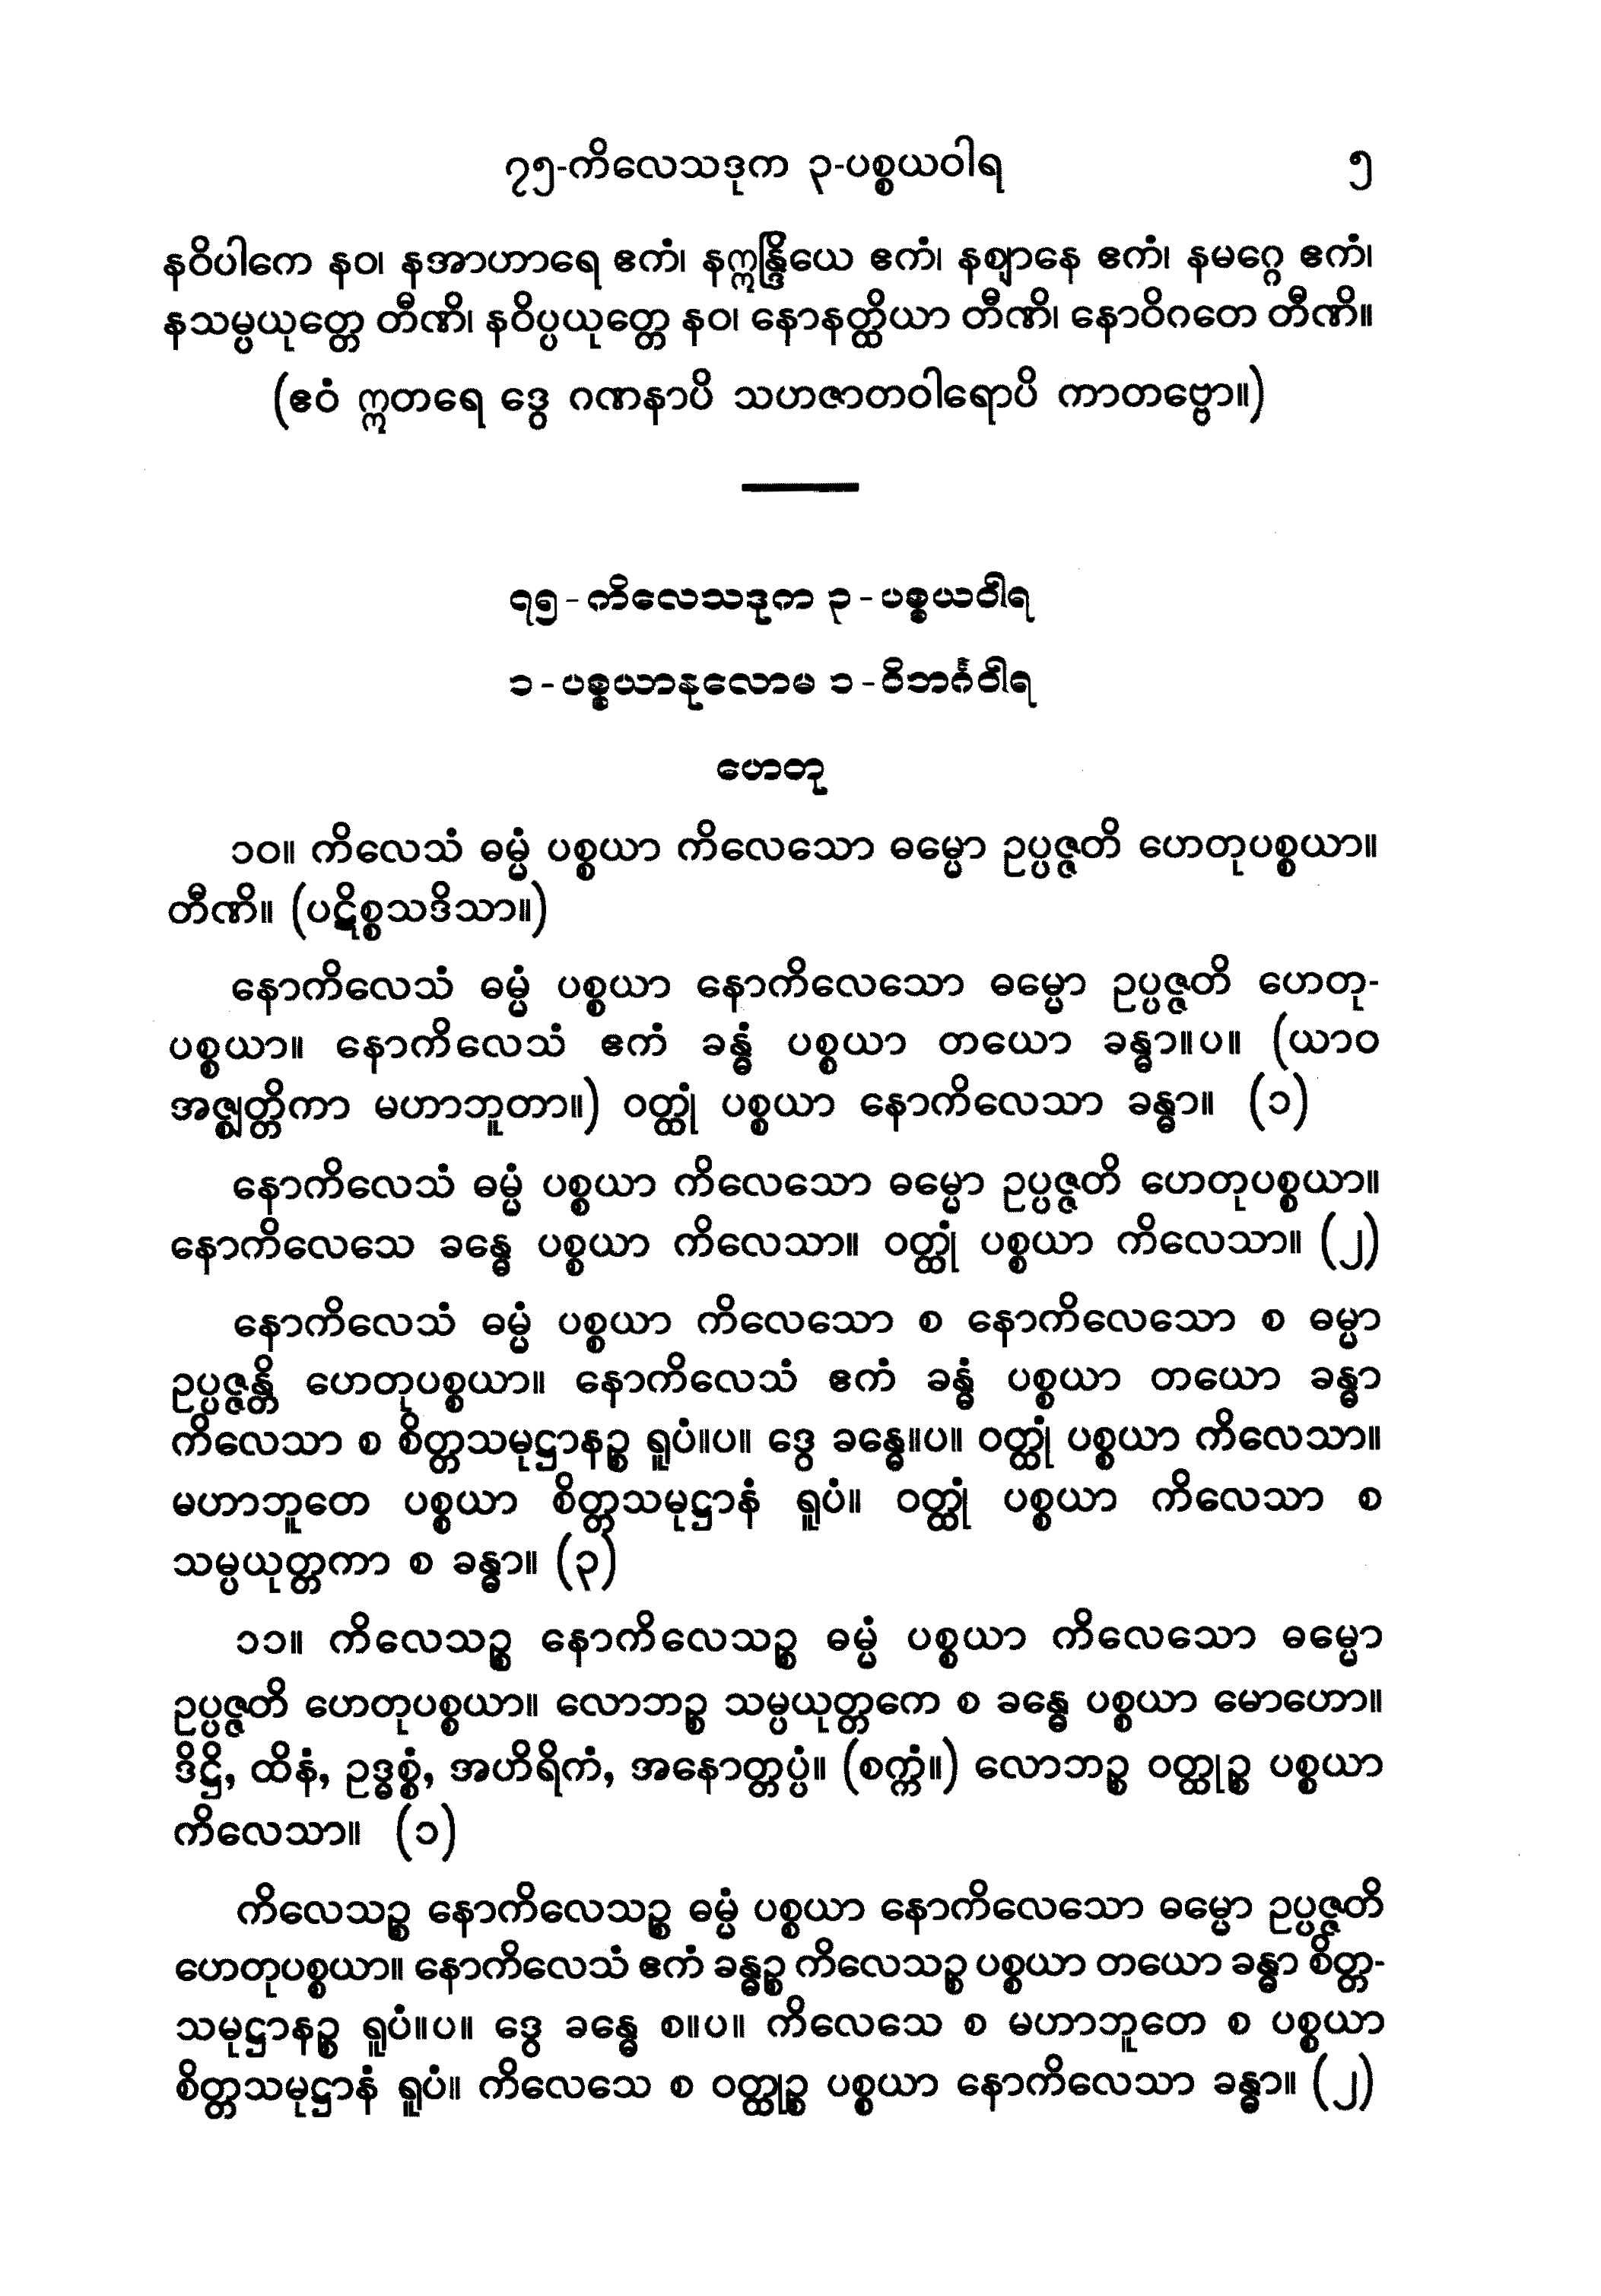 ၇၅-ကိလေသဒုက ၃-ပစ္စယဝါရ ၅
နဝိပါကေ နဝ၊ နအာဟာရေ ဧကံ၊ နဣန္ဒြိယေ ဧကံ၊ နဈာနေ ဧကံ၊ နမဂ္ဂေ ဧကံ၊
နသမ္ပယုတ္တေ တီဏိ၊ နဝိပ္ပယုတ္တေ နဝ၊ နောနတ္ထိယာ တီဏိ၊ နောဝိဂတေ တီဏိ။
(ဧဝံ ဣတရေ ဒွေ ဂဏနာပိ သဟဇာတဝါရောပိ ကာတဗ္ဗော။)
၇၅-ကိလေသဒုက ၃-ပစ္စယဝါရ
၁-ပစ္စယာနုလောမ ၁-ဝိဘင်္ဂဝါရ
ဟေတု
၁၀။ ကိလေသံ ဓမ္မံ ပစ္စယာ ကိလေသော ဓမ္မော ဥပ္ပဇ္ဇတိ ဟေတုပစ္စယာ။
တီဏိ။ (ပဋိစ္စသဒိသာ။)
နောကိလေသံ ဓမ္မံ ပစ္စယာ နောကိလေသော ဓမ္မော ဥပ္ပဇ္ဇတိ ဟေတု-
ပစ္စယာ။ နောကိလေသံ ဧကံ ခန္ဓံ ပစ္စယာ တယော ခန္ဓာ။ပ။ (ယာဝ
အဇ္ဈတ္တိကာ မဟာဘူတာ။) ဝတ္ထုံ ပစ္စယာ နောကိလေသာ ခန္ဓာ။ (၁)
နောကိလေသံ ဓမ္မံ ပစ္စယာ ကိလေသော ဓမ္မော ဥပ္ပဇ္ဇတိ ဟေတုပစ္စယာ။
နောကိလေသေ ခန္ဓေ ပစ္စယာ ကိလေသာ။ ဝတ္ထုံ ပစ္စယာ ကိလေသာ။ (၂)
နောကိလေသံ ဓမ္မံ ပစ္စယာ ကိလေသော စ နောကိလေသော စ ဓမ္မာ
ဥပ္ပဇ္ဇန္တိ ဟေတုပစ္စယာ။ နောကိလေသံ ဧကံ ခန္ဓံ ပစ္စယာ တယော ခန္ဓာ
ကိလေသာ စ စိတ္တသမုဋ္ဌာနဉ္စ ရူပံ။ပ။ ဒွေ ခန္ဓေ။ပ။ ဝတ္ထုံ ပစ္စယာ ကိလေသာ။
မဟာဘူတေ ပစ္စယာ စိတ္တသမုဋ္ဌာနံ ရူပံ။ ဝတ္ထုံ ပစ္စယာ ကိလေသာ စ
သမ္ပယုတ္တကာ စ ခန္ဓာ။ (၃)
၁၁။ ကိလေသဉ္စ နောကိလေသဉ္စ ဓမ္မံ ပစ္စယာ ကိလေသော ဓမ္မော
ဥပ္ပဇ္ဇတိ ဟေတုပစ္စယာ။ လောဘဉ္စ သမ္ပယုတ္တကေ စ ခန္ဓေ ပစ္စယာ မောဟော။
ဒိဋ္ဌိ, ထိနံ, ဥဒ္ဓစ္စံ, အဟိရိကံ, အနောတ္တပ္ပံ။ (စက္ကံ။) လောဘဉ္စ ဝတ္ထုဉ္စ ပစ္စယာ
ကိလေသာ။ (၁)
ကိလေသဉ္စ နောကိလေသဉ္စ ဓမ္မံ ပစ္စယာ နောကိလေသော ဓမ္မော ဥပ္ပဇ္ဇတိ
ဟေတုပစ္စယာ။ နောကိလေသံ ဧကံ ခန္ဓဉ္စ ကိလေသဉ္စ ပစ္စယာ တယော ခန္ဓာ စိတ္တ-
သမုဋ္ဌာနဉ္စ ရူပံ။ပ။ ဒွေ ခန္ဓေ စ။ပ။ ကိလေသေ စ မဟာဘူတေ စ ပစ္စယာ
စိတ္တသမုဋ္ဌာနံ ရူပံ။ ကိလေသေ စ ဝတ္ထုဉ္စ ပစ္စယာ နောကိလေသာ ခန္ဓာ။ (၂)